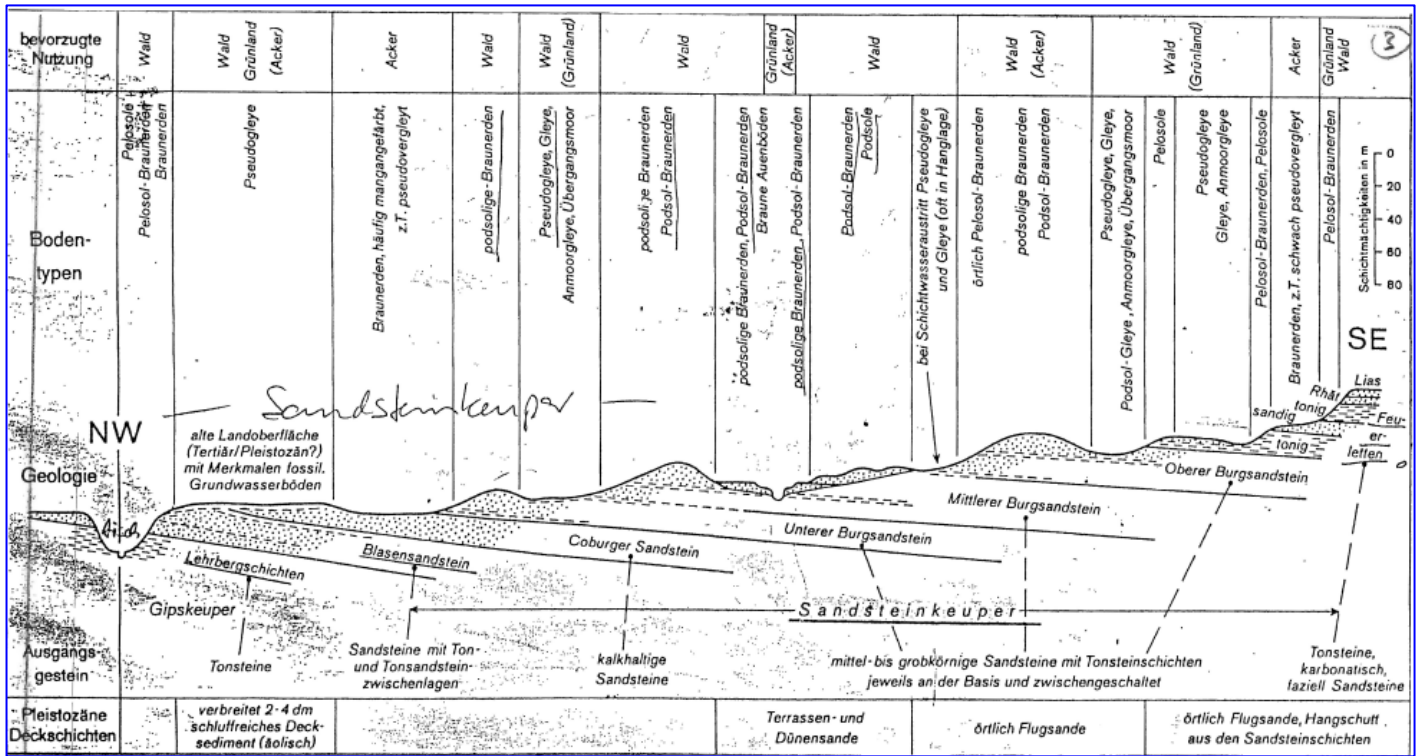 bevorzugte
Nutzung
Wald
Wald
Grünland
(Acker)
Acker
Wald
Wald
(Grünland)
Wald
Grünland
(Acker)
Wald
Wald
(Acker)
Wald
(Grünland)
Acker
Grünland
Wald
3
Boden-
typen
Pelosole
Pelosol-Braunerden
Braunerden
Pseudogleye
Braunerden, häufig mangangefärbt,
z.T. pseudovergleyt
podsolige-Braunerden
Pseudogleye, Gleye,
Anmoorgleye, Übergangsmoor
podsolige Braunerden
Podsol-Braunerden
podsolige Braunerden, Podsol-Braunerden
Braune Auenböden
podsolige Braunerden, Podsol-Braunerden
Podsol-Braunerden
Podsole
bei Schichtwasseraustritt Pseudogleye
und Gleye (oft in Hanglage)
örtlich Pelosol-Braunerden
podsolige Braunerden
Podsol-Braunerden
Pseudogleye, Gleye,
Podsol-Gleye, Anmoorgleye, Übergangsmoor
Pelosole
Pseudogleye
Gleye, Anmoorgleye
Pelosol-Braunerden, Pelosole
Braunerden, z.T. schwach pseudovergleyt
Pelosol-Braunerden
0
20
40
60
80
Schichtmächtigkeiten in m
SE
— Sandsteinkeuper —
NW
Geologie
alte Landoberfläche
(Tertiär/Pleistozän?)
mit Merkmalen fossil.
Grundwasserböden
Lias
Rhät
tonig
sandig
tonig
Feu-
er-
letten
Oberer Burgsandstein
Mittlerer Burgsandstein
Unterer Burgsandstein
Coburger Sandstein
Blasensandstein
Lehrbergschichten
Gipskeuper
Sandsteinkeuper
Ausgangs-
gestein
Tonsteine
Sandsteine mit Ton-
und Tonsandstein-
zwischenlagen
kalkhaltige
Sandsteine
mittel-bis grobkörnige Sandsteine mit Tonsteinschichten
jeweils an der Basis und zwischengeschaltet
Tonsteine,
karbonatisch,
faziell Sandsteine
Pleistozäne
Deckschichten
verbreitet 2-4 dm
schluffreiches Deck-
sediment (äolisch)
Terrassen- und
Dünensande
örtlich Flugsande
örtlich Flugsande, Hangschutt
aus den Sandsteinschichten